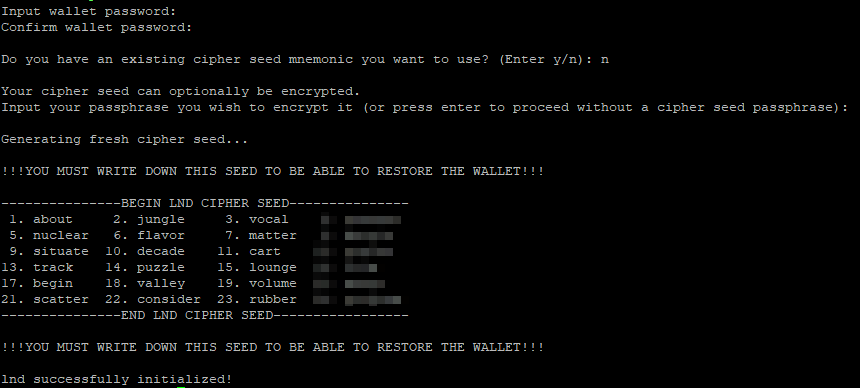 Input wallet password:
Confirm wallet password:
Do you have an existing cipher seed mnemonic you want to use? (Enter y/n): n
Your cipher seed can optionally be encrypted.
Input your passphrase you wish to encrypt it (or press enter to proceed without a cipher seed passphrase):
Generating fresh cipher seed...
!!!YOU MUST WRITE DOWN THIS SEED TO BE ABLE TO RESTORE THE WALLET!!!
---------------BEGIN LND CIPHER SEED---------------
1. about 2. jungle 3. vocal
5. nuclear 6. flavor 7. matter
9. situate 10. decade 11. cart
13. track 14. puzzle 15. lounge
17. begin 18. valley 19. volume
21. scatter 22. consider 23. rubber
---------------END LND CIPHER SEED-----------------
!!!YOU MUST WRITE DOWN THIS SEED TO BE ABLE TO RESTORE THE WALLET!!!
lnd successfully initialized!